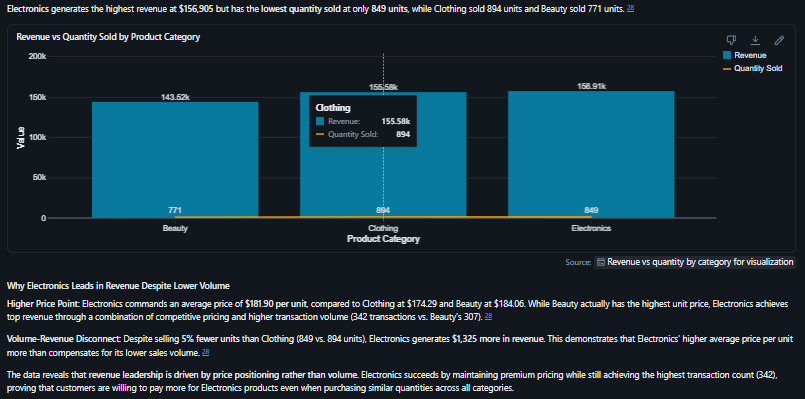 Electronics generates the highest revenue at $156,905 but has the lowest quantity sold at only 849 units, while Clothing sold 894 units and Beauty sold 771 units. 28
Revenue vs Quantity Sold by Product Category
Revenue
Quantity Sold
200k
150k
100k
50k
0
Value
143.52k
155.58k
156.91k
Clothing
Revenue: 155.58k
Quantity Sold: 894
771
894
849
Beauty
Clothing
Electronics
Product Category
Source: Revenue vs quantity by category for visualization
Why Electronics Leads in Revenue Despite Lower Volume
Higher Price Point: Electronics commands an average price of $181.90 per unit, compared to Clothing at $174.29 and Beauty at $184.06. While Beauty actually has the highest unit price, Electronics achieves
top revenue through a combination of competitive pricing and higher transaction volume (342 transactions vs. Beauty's 307). 28
Volume-Revenue Disconnect: Despite selling 5% fewer units than Clothing (849 vs. 894 units), Electronics generates $1,325 more in revenue. This demonstrates that Electronics' higher average price per unit
more than compensates for its lower sales volume. 28
The data reveals that revenue leadership is driven by price positioning rather than volume. Electronics succeeds by maintaining premium pricing while still achieving the highest transaction count (342),
proving that customers are willing to pay more for Electronics products even when purchasing similar quantities across all categories.